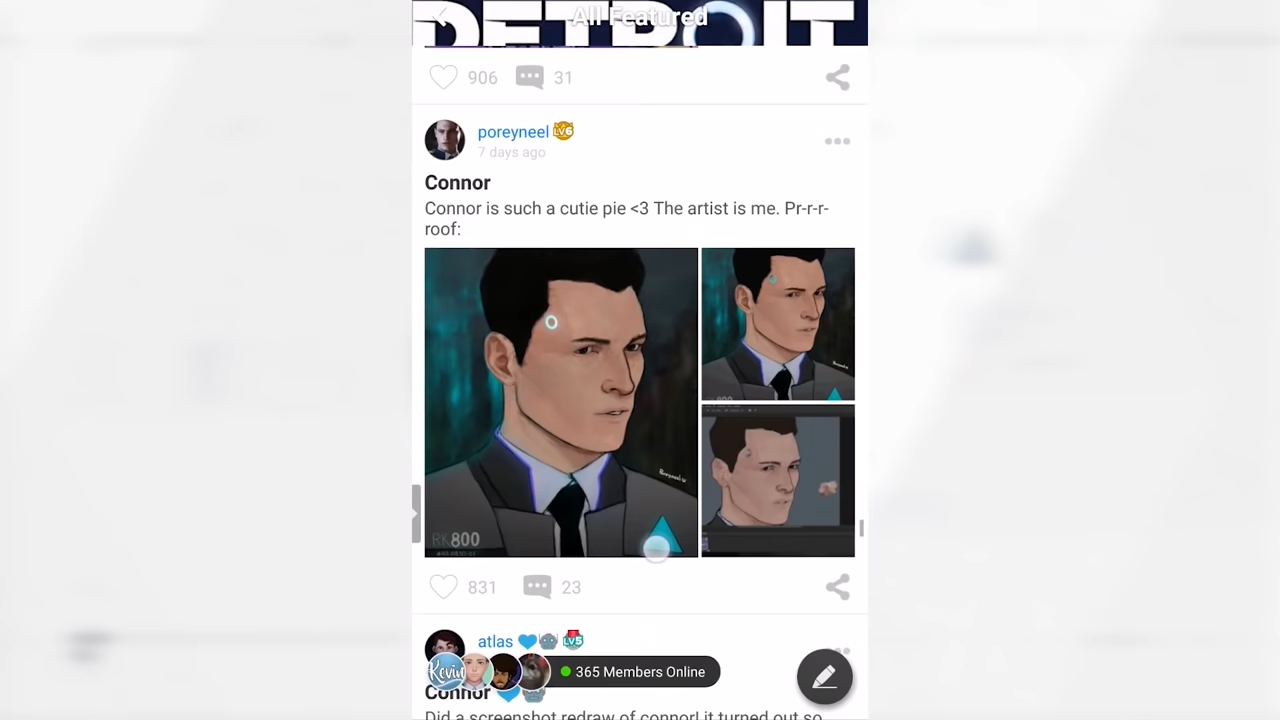 DETROIT
All Featured
906 31
poreyneel LV6
7 days ago
Connor
Connor is such a cutie pie <3 The artist is me. Pr-r-r-
roof:
RK800
831 23
atlas LV5
Kevin
365 Members Online
Connor
Did a screenshot redraw of connor! it turned out so